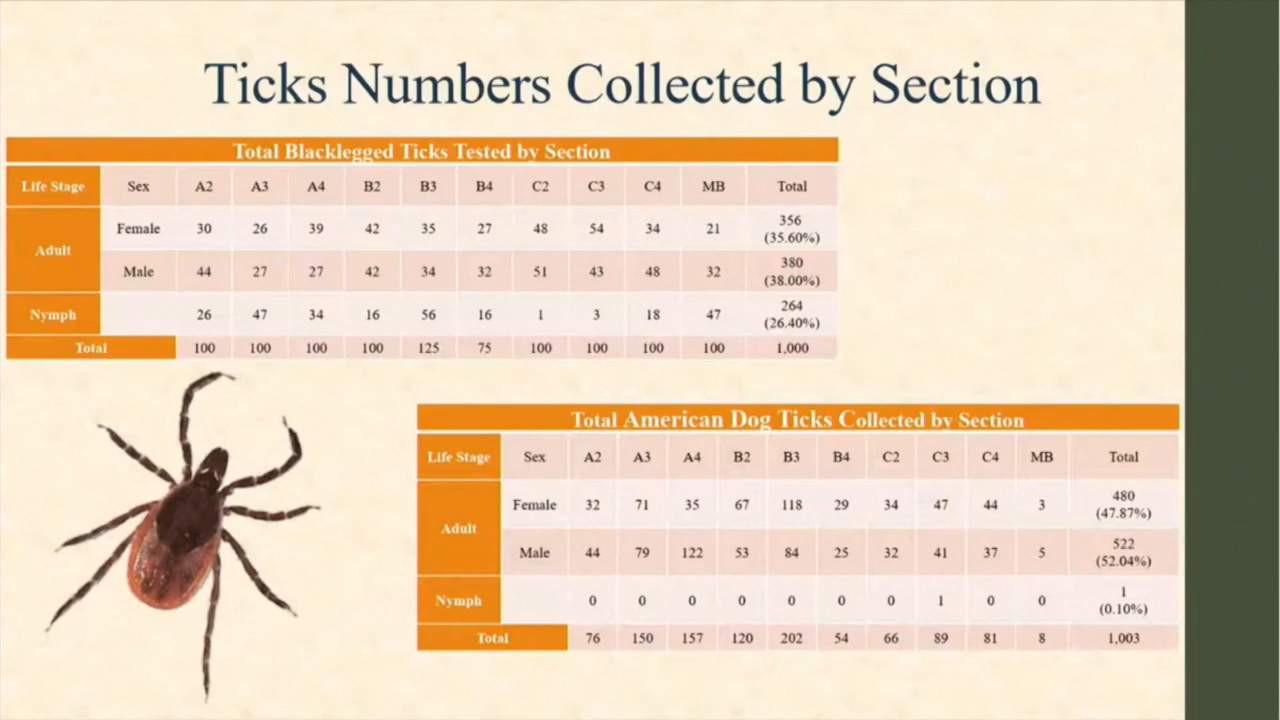 Ticks Numbers Collected by Section
Total Blacklegged Ticks Tested by Section
Life Stage Sex A2 A3 A4 B2 B3 B4 C2 C3 C4 MB Total
Adult Female 30 26 39 42 35 27 48 54 34 21 356 (35.60%)
Male 44 27 27 42 34 32 51 43 48 32 380 (38.00%)
Nymph 26 47 34 16 56 16 1 3 18 47 264 (26.40%)
Total 100 100 100 100 125 75 100 100 100 100 1,000
Total American Dog Ticks Collected by Section
Life Stage Sex A2 A3 A4 B2 B3 B4 C2 C3 C4 MB Total
Adult Female 32 71 35 67 118 29 34 47 44 3 480 (47.87%)
Male 44 79 122 53 84 25 32 41 37 5 522 (52.04%)
Nymph 0 0 0 0 0 0 0 1 0 0 1 (0.10%)
Total 76 150 157 120 202 54 66 89 81 8 1,003